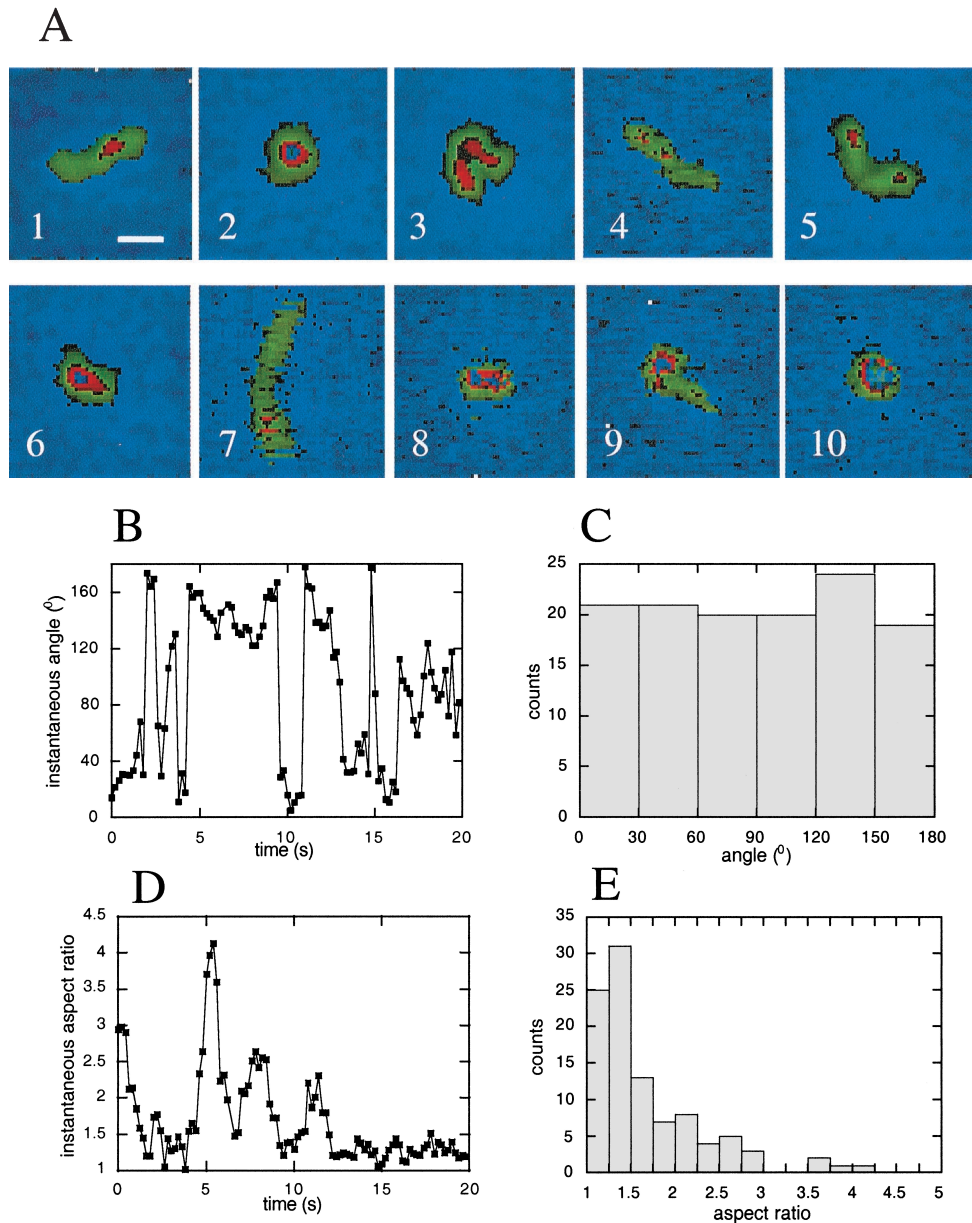 A
1 2 3 4 5
6 7 8 9 10
B
160
120
80
40
0
instantaneous angle (⁰)
0 5 10 15 20
time (s)
C
25
20
15
10
5
0
counts
0 30 60 90 120 150 180
angle (⁰)
D
4.5
4
3.5
3
2.5
2
1.5
1
instantaneous aspect ratio
0 5 10 15 20
time (s)
E
35
30
25
20
15
10
5
0
counts
1 1.5 2 2.5 3 3.5 4 4.5 5
aspect ratio